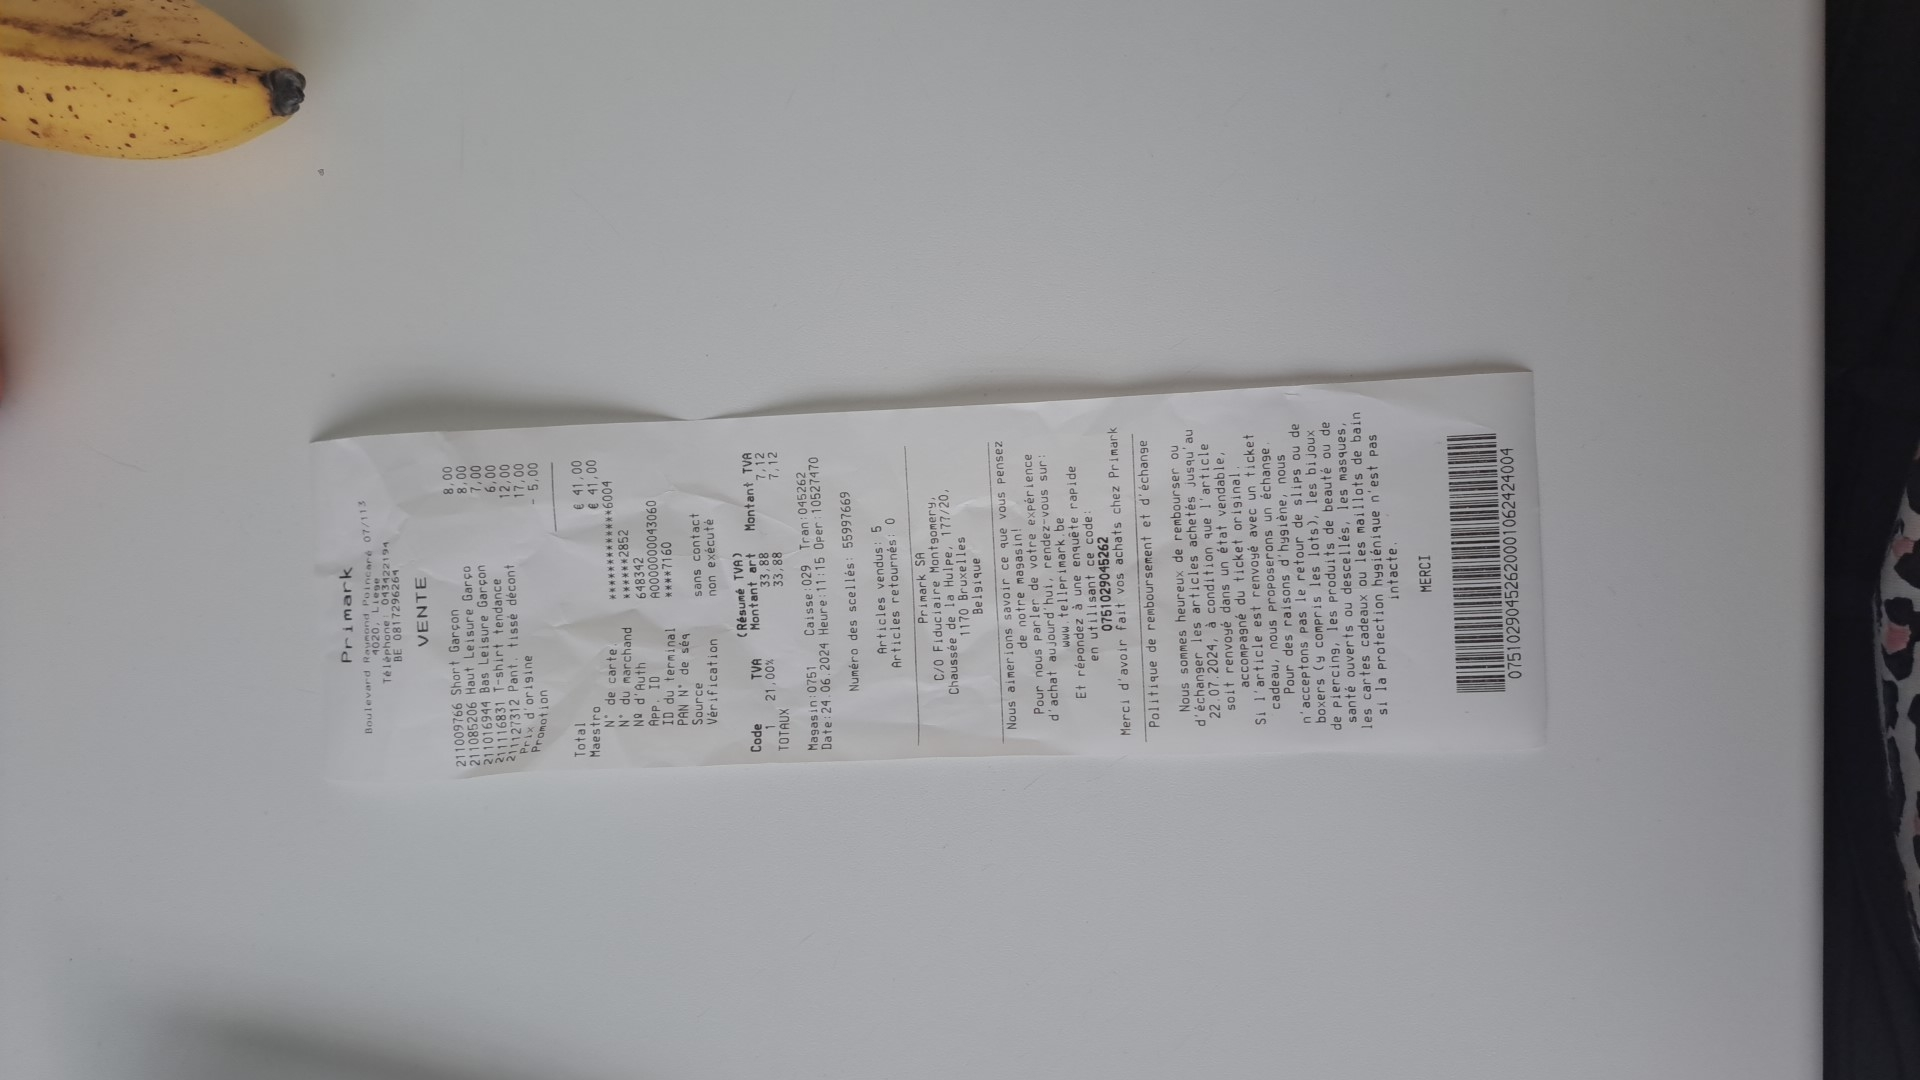 Primark
Boulevard Raymond Poincaré 07/113
4020, Liege
Téléphone: 043422194
BE 0817296264
VENTE
211009766 Short Garçon 8,00
211085206 Haut Leisure Garço 8,00
211016944 Bas Leisure Garçon 7,00
211116831 T-shirt tendance 6,00
211127312 Pant. tissé décont 12,00
Prix d'origine 17,00
Promotion - 5,00
Total € 41,00
Maestro € 41,00
N° de carte ************6004
N° du marchand *****2852
Nº d'Auth 648342
APP. ID A0000000043060
ID du terminal ****7160
PAN N° de séq
Source sans contact
Vérification non exécuté
(Résumé TVA)
Code TVA Montant art Montant TVA
1 21,00% 33,88 7,12
TOTAUX 33,88 7,12
Magasin:0751 Caisse:029 Tran:045262
Date:24.06.2024 Heure:11:15 Oper:10527470
Numéro des scellés: 55997669
Articles vendus: 5
Articles retournés: 0
Primark SA
C/O Fiduciaire Montgomery,
Chaussée de la Hulpe, 177/20,
1170 Bruxelles
Belgique
Nous aimerions savoir ce que vous pensez
de notre magasin!
Pour nous parler de votre expérience
d'achat aujourd'hui, rendez-vous sur:
www.tellprimark.be
Et répondez à une enquête rapide
en utilisant ce code:
075102904526​2
Merci d'avoir fait vos achats chez Primark
Politique de remboursement et d'échange
Nous sommes heureux de rembourser ou
d'échanger les articles achetés jusqu'au
22.07.2024, à condition que l'article
soit renvoyé dans un état vendable,
accompagné du ticket original.
Si l'article est renvoyé avec un ticket
cadeau, nous proposerons un échange.
Pour des raisons d'hygiène, nous
n'acceptons pas le retour de slips ou de
boxers (y compris les lots), les bijoux
de piercing, les produits de beauté ou de
santé ouverts ou descellés, les masques,
les cartes cadeaux ou les maillots de bain
si la protection hygiénique n'est pas
intacte.
MERCI
075102904526200010624​24004